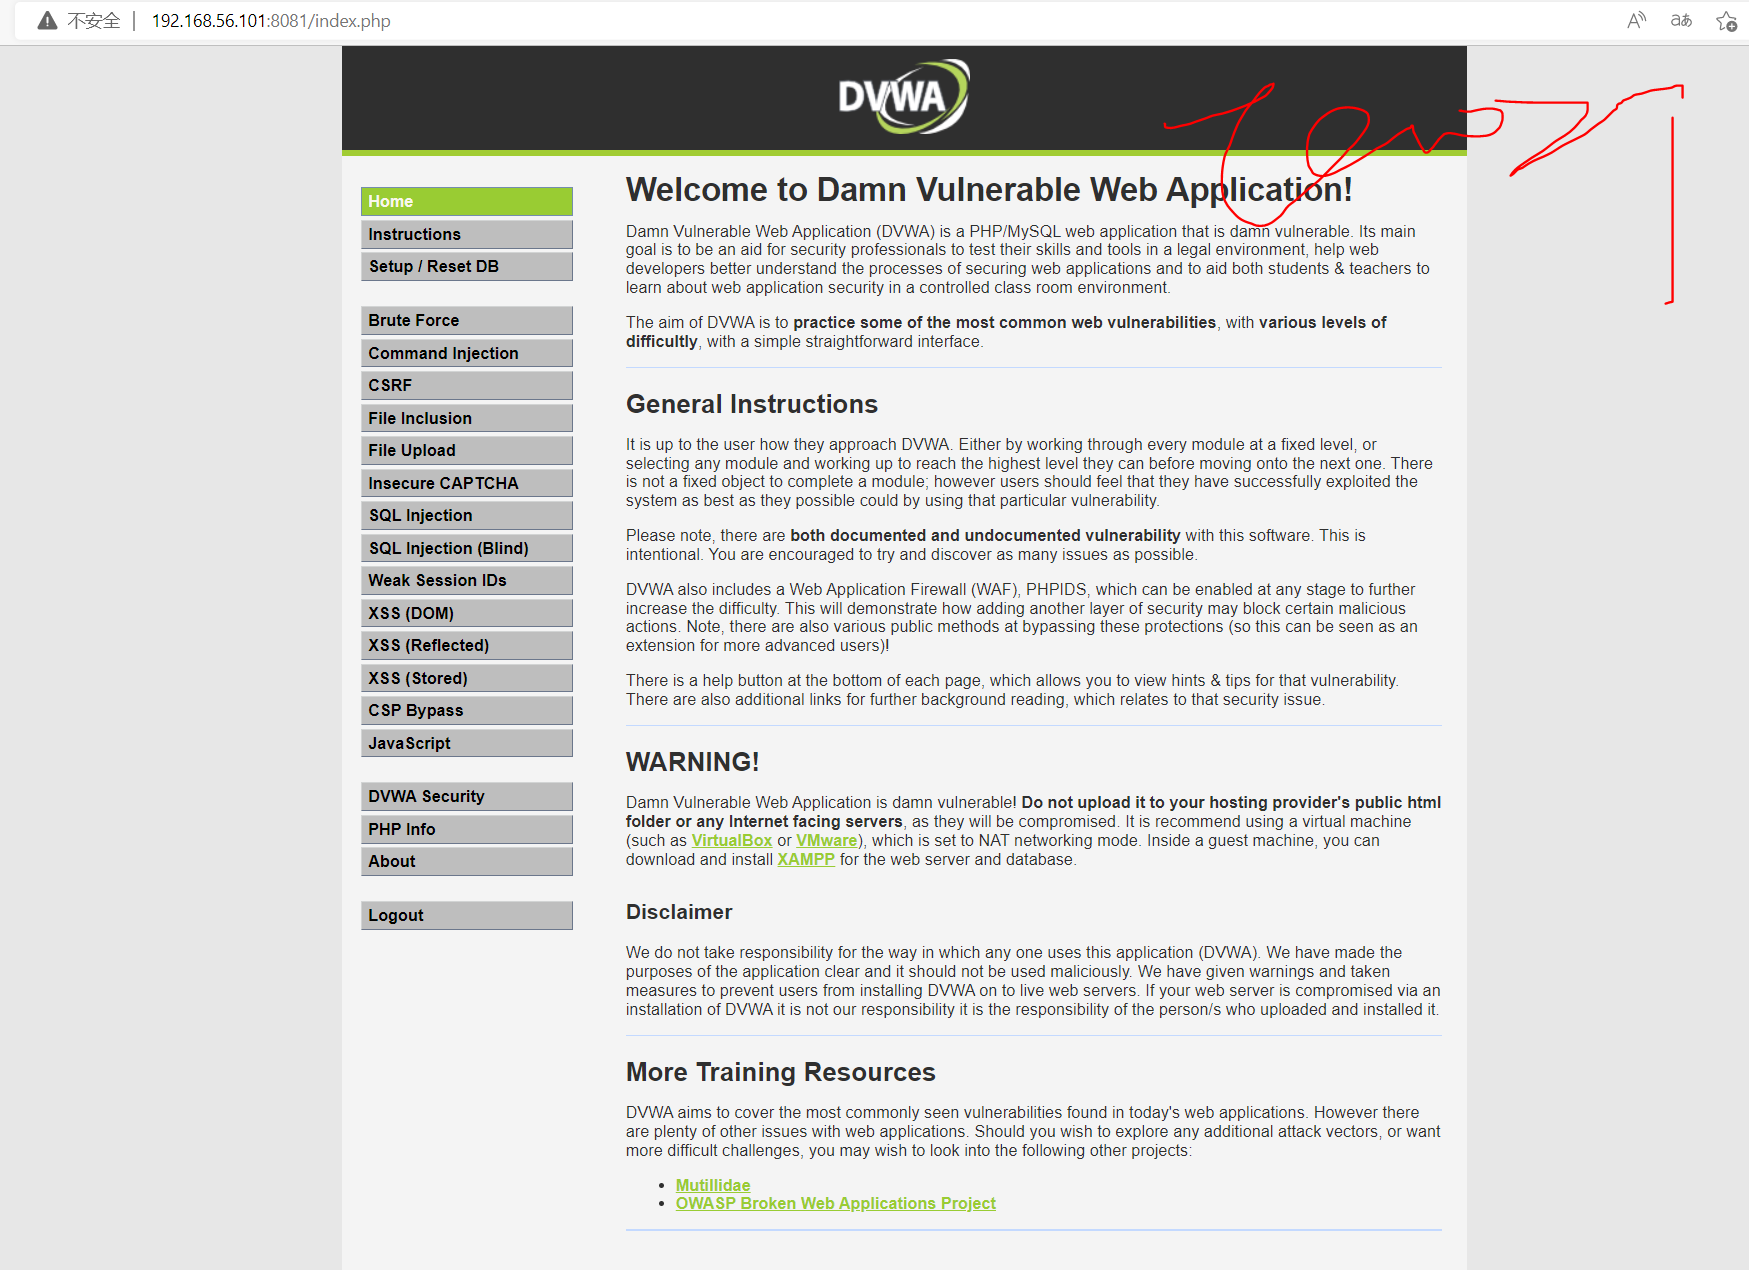 不安全 | 192.168.56.101:8081/index.php
DVWA
Home
Instructions
Setup / Reset DB
Brute Force
Command Injection
CSRF
File Inclusion
File Upload
Insecure CAPTCHA
SQL Injection
SQL Injection (Blind)
Weak Session IDs
XSS (DOM)
XSS (Reflected)
XSS (Stored)
CSP Bypass
JavaScript
DVWA Security
PHP Info
About
Logout
Welcome to Damn Vulnerable Web Application!
Damn Vulnerable Web Application (DVWA) is a PHP/MySQL web application that is damn vulnerable. Its main
goal is to be an aid for security professionals to test their skills and tools in a legal environment, help web
developers better understand the processes of securing web applications and to aid both students & teachers to
learn about web application security in a controlled class room environment.
The aim of DVWA is to practice some of the most common web vulnerabilities, with various levels of
difficultly, with a simple straightforward interface.
General Instructions
It is up to the user how they approach DVWA. Either by working through every module at a fixed level, or
selecting any module and working up to reach the highest level they can before moving onto the next one. There
is not a fixed object to complete a module; however users should feel that they have successfully exploited the
system as best as they possible could by using that particular vulnerability.
Please note, there are both documented and undocumented vulnerability with this software. This is
intentional. You are encouraged to try and discover as many issues as possible.
DVWA also includes a Web Application Firewall (WAF), PHPIDS, which can be enabled at any stage to further
increase the difficulty. This will demonstrate how adding another layer of security may block certain malicious
actions. Note, there are also various public methods at bypassing these protections (so this can be seen as an
extension for more advanced users)!
There is a help button at the bottom of each page, which allows you to view hints & tips for that vulnerability.
There are also additional links for further background reading, which relates to that security issue.
WARNING!
Damn Vulnerable Web Application is damn vulnerable! Do not upload it to your hosting provider's public html
folder or any Internet facing servers, as they will be compromised. It is recommend using a virtual machine
(such as VirtualBox or VMware), which is set to NAT networking mode. Inside a guest machine, you can
download and install XAMPP for the web server and database.
Disclaimer
We do not take responsibility for the way in which any one uses this application (DVWA). We have made the
purposes of the application clear and it should not be used maliciously. We have given warnings and taken
measures to prevent users from installing DVWA on to live web servers. If your web server is compromised via an
installation of DVWA it is not our responsibility it is the responsibility of the person/s who uploaded and installed it.
More Training Resources
DVWA aims to cover the most commonly seen vulnerabilities found in today's web applications. However there
are plenty of other issues with web applications. Should you wish to explore any additional attack vectors, or want
more difficult challenges, you may wish to look into the following other projects:
• Mutillidae
• OWASP Broken Web Applications Project